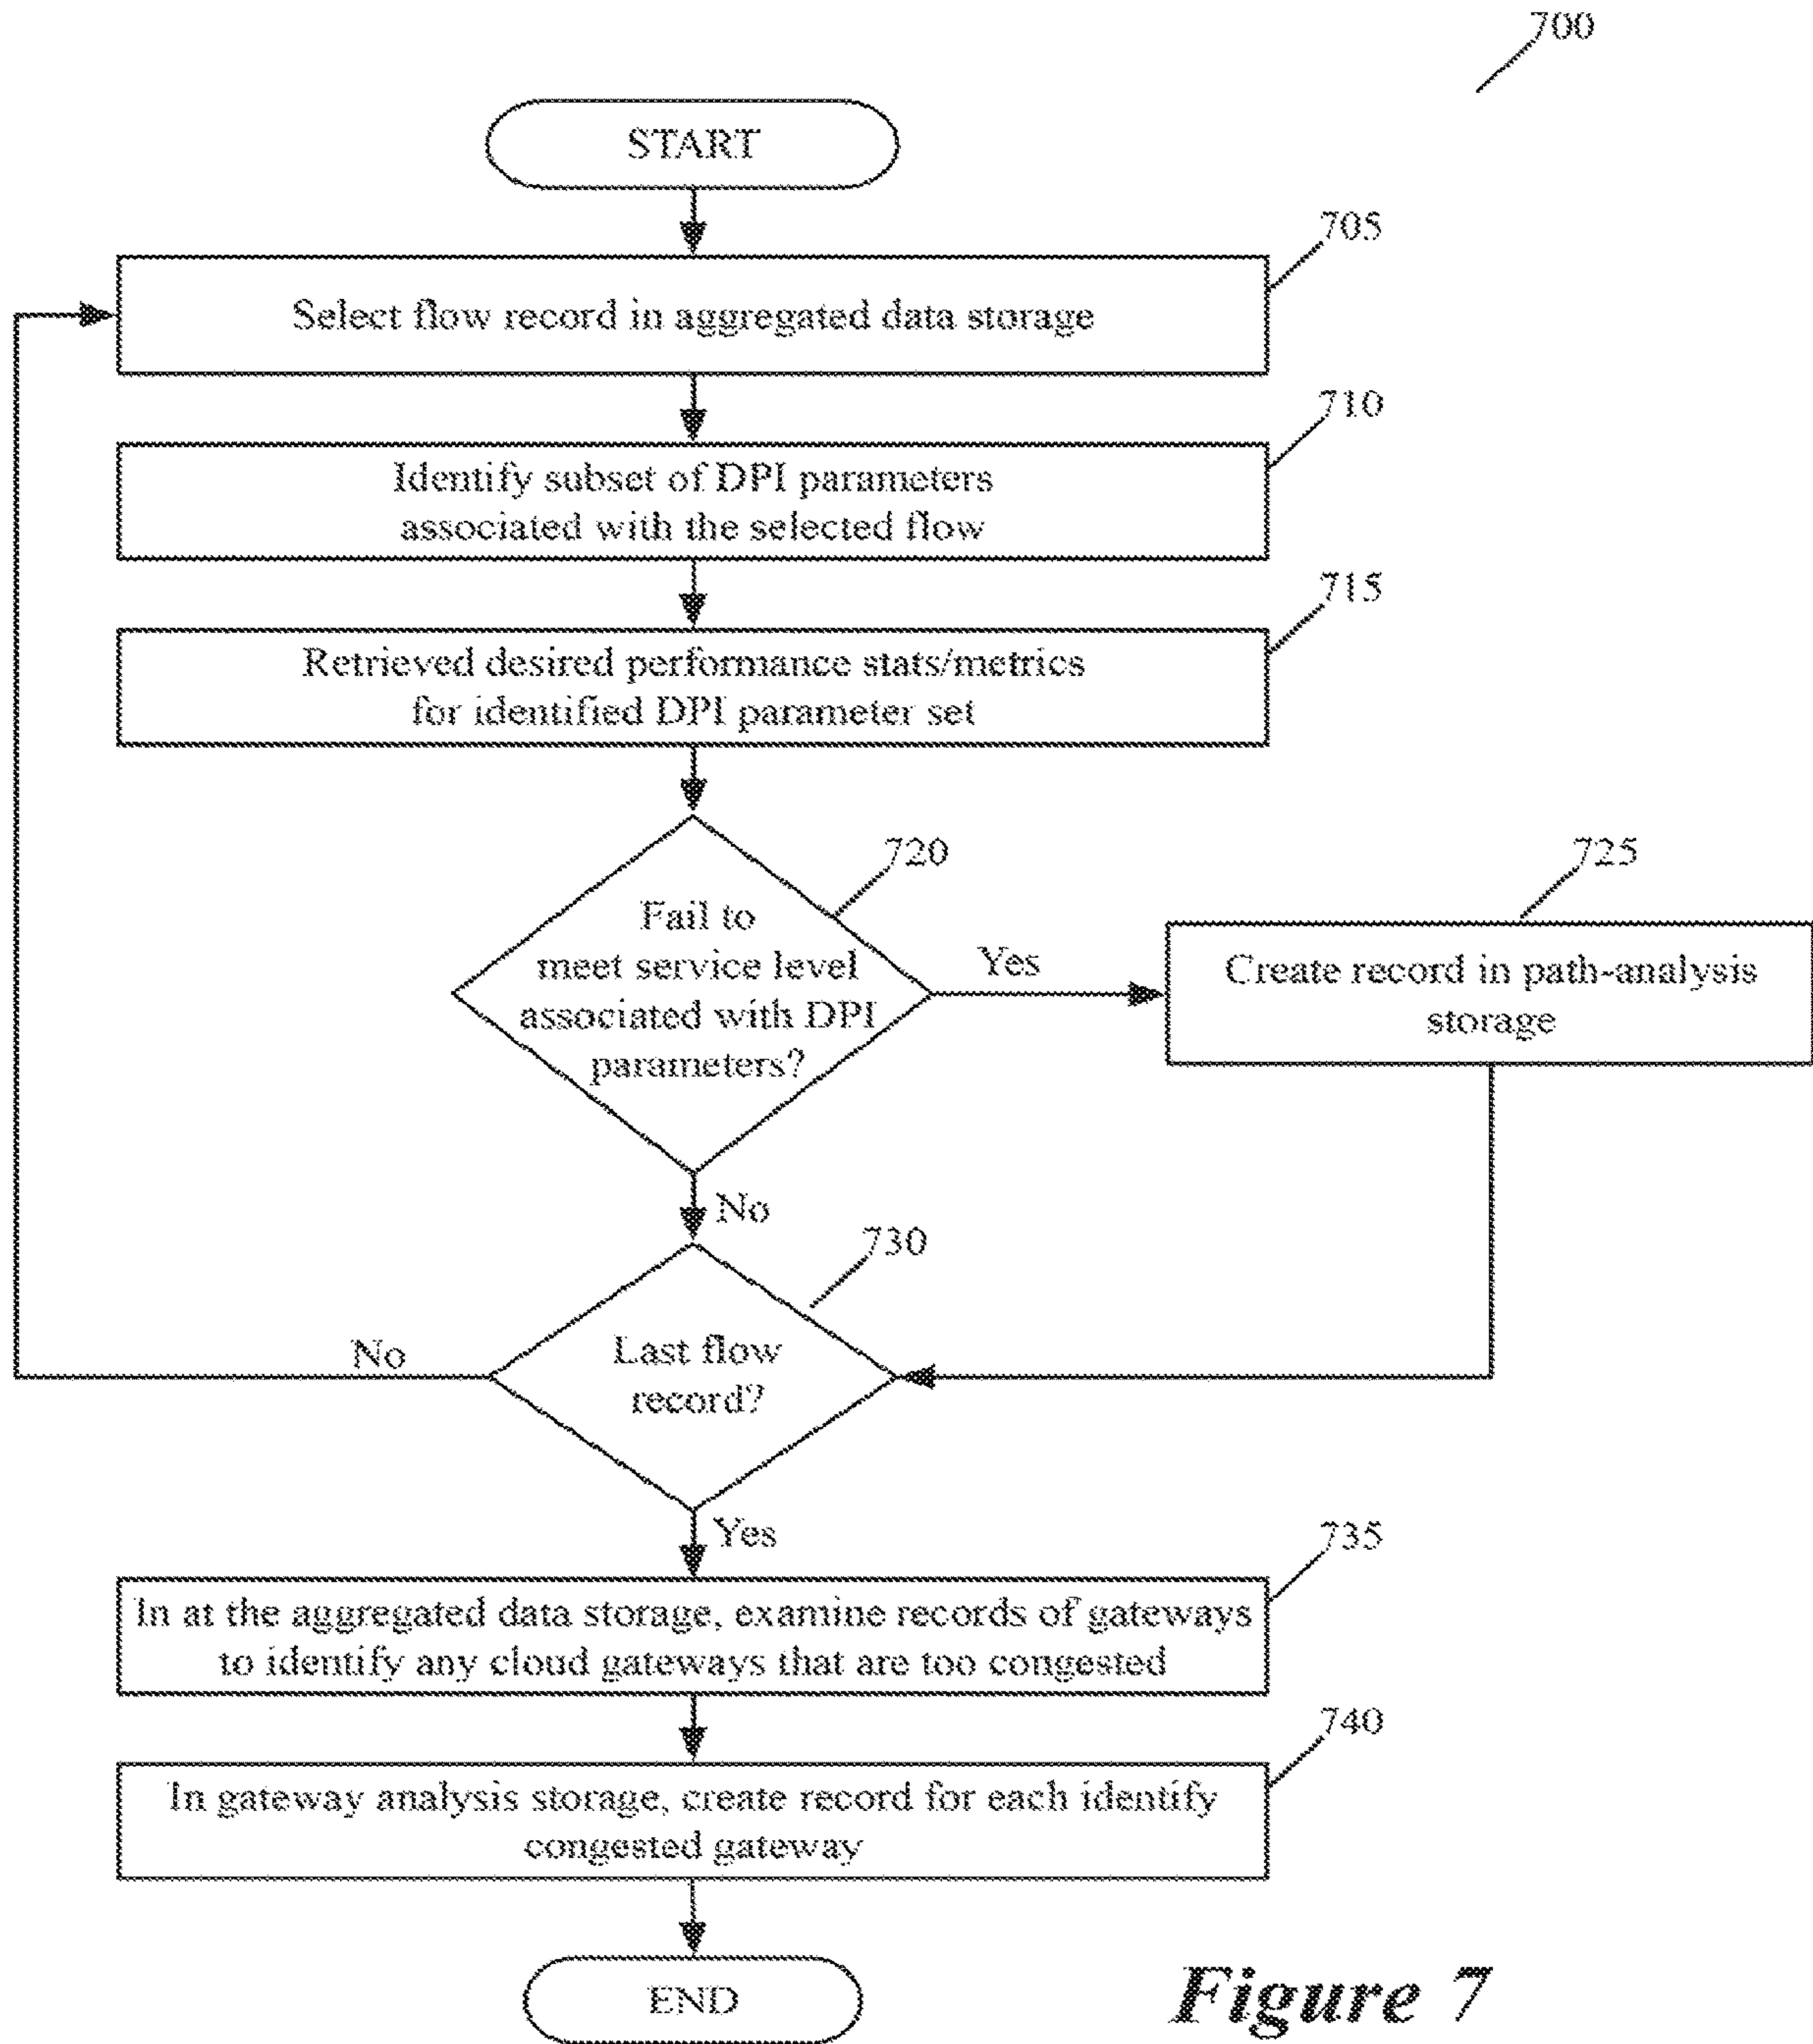 700
START
705
Select flow record in aggregated data storage
710
Identify subset of DPI parameters
associated with the selected flow
715
Retrieved desired performance stats/metrics
for identified DPI parameter set
720
Fail to
meet service level
associated with DPI
parameters?
Yes
725
Create record in path-analysis
storage
No
730
Last flow
record?
No
Yes
735
In at the aggregated data storage, examine records of gateways
to identify any cloud gateways that are too congested
740
In gateway analysis storage, create record for each identify
congested gateway
END
Figure 7